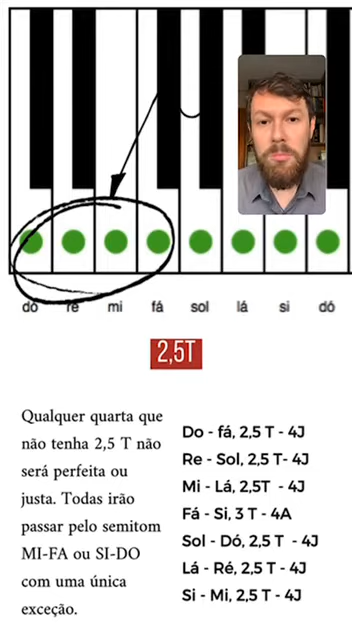 dó ré mi fá sol lá si dó
2,5T
Qualquer quarta que
não tenha 2,5 T não
será perfeita ou
justa. Todas irão
passar pelo semitom
MI-FA ou SI-DO
com uma única
exceção.
Do - fá, 2,5 T - 4J
Re - Sol, 2,5 T- 4J
Mi - Lá, 2,5T - 4J
Fá - Si, 3 T - 4A
Sol - Dó, 2,5 T - 4J
Lá - Ré, 2,5 T - 4J
Si - Mi, 2,5 T - 4J